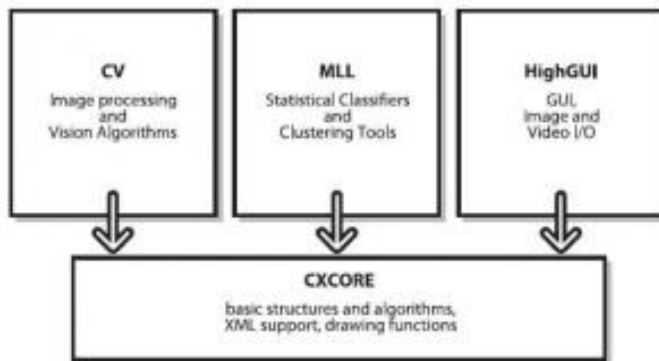 CV
Image processing
and
Vision Algorithms
MLL
Statistical Classifiers
and
Clustering Tools
HighGUI
GUI,
Image and
Video I/O
CXCORE
basic structures and algorithms,
XML support, drawing functions